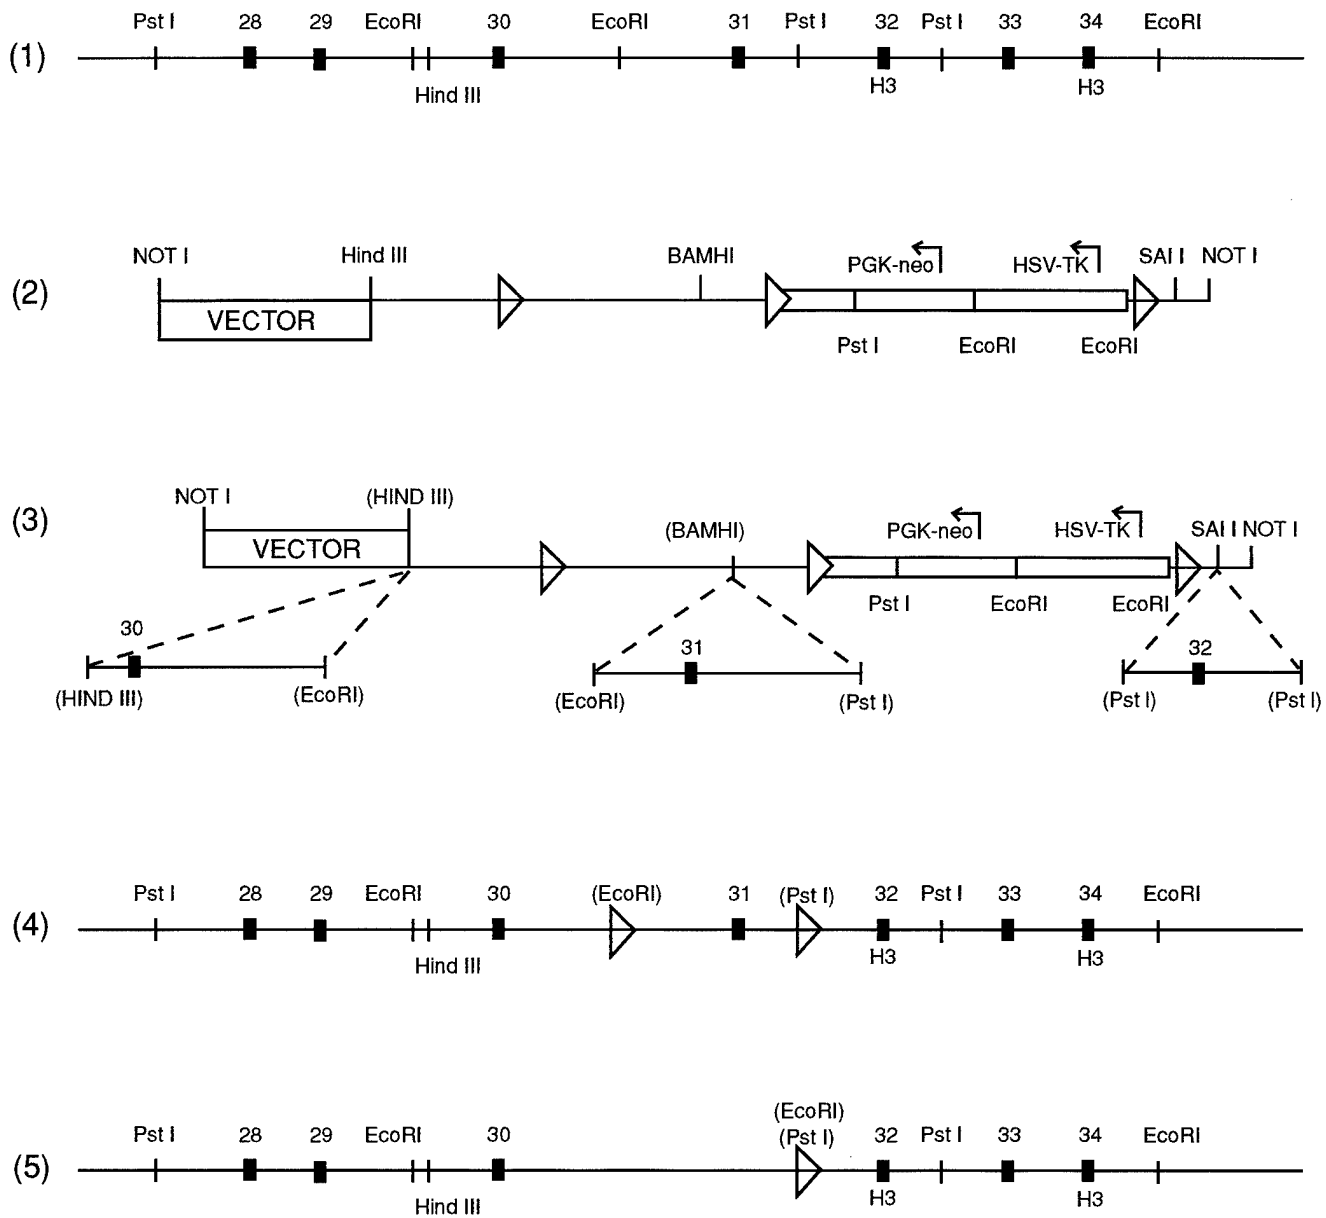 Pst I 28 29 EcoRI 30 EcoRI 31 Pst I 32 Pst I 33 34 EcoRI
(1)
Hind III H3 H3
NOT I Hind III BAMHI PGK-neo HSV-TK SAl I NOT I
(2)
VECTOR
Pst I EcoRI EcoRI
NOT I (HIND III) (BAMHI) PGK-neo HSV-TK SAl I NOT I
(3)
VECTOR
Pst I EcoRI EcoRI
30 31 32
(HIND III) (EcoRI) (EcoRI) (Pst I) (Pst I) (Pst I)
Pst I 28 29 EcoRI 30 (EcoRI) 31 (Pst I) 32 Pst I 33 34 EcoRI
(4)
Hind III H3 H3
(EcoRI)
Pst I 28 29 EcoRI 30 (Pst I) 32 Pst I 33 34 EcoRI
(5)
Hind III H3 H3